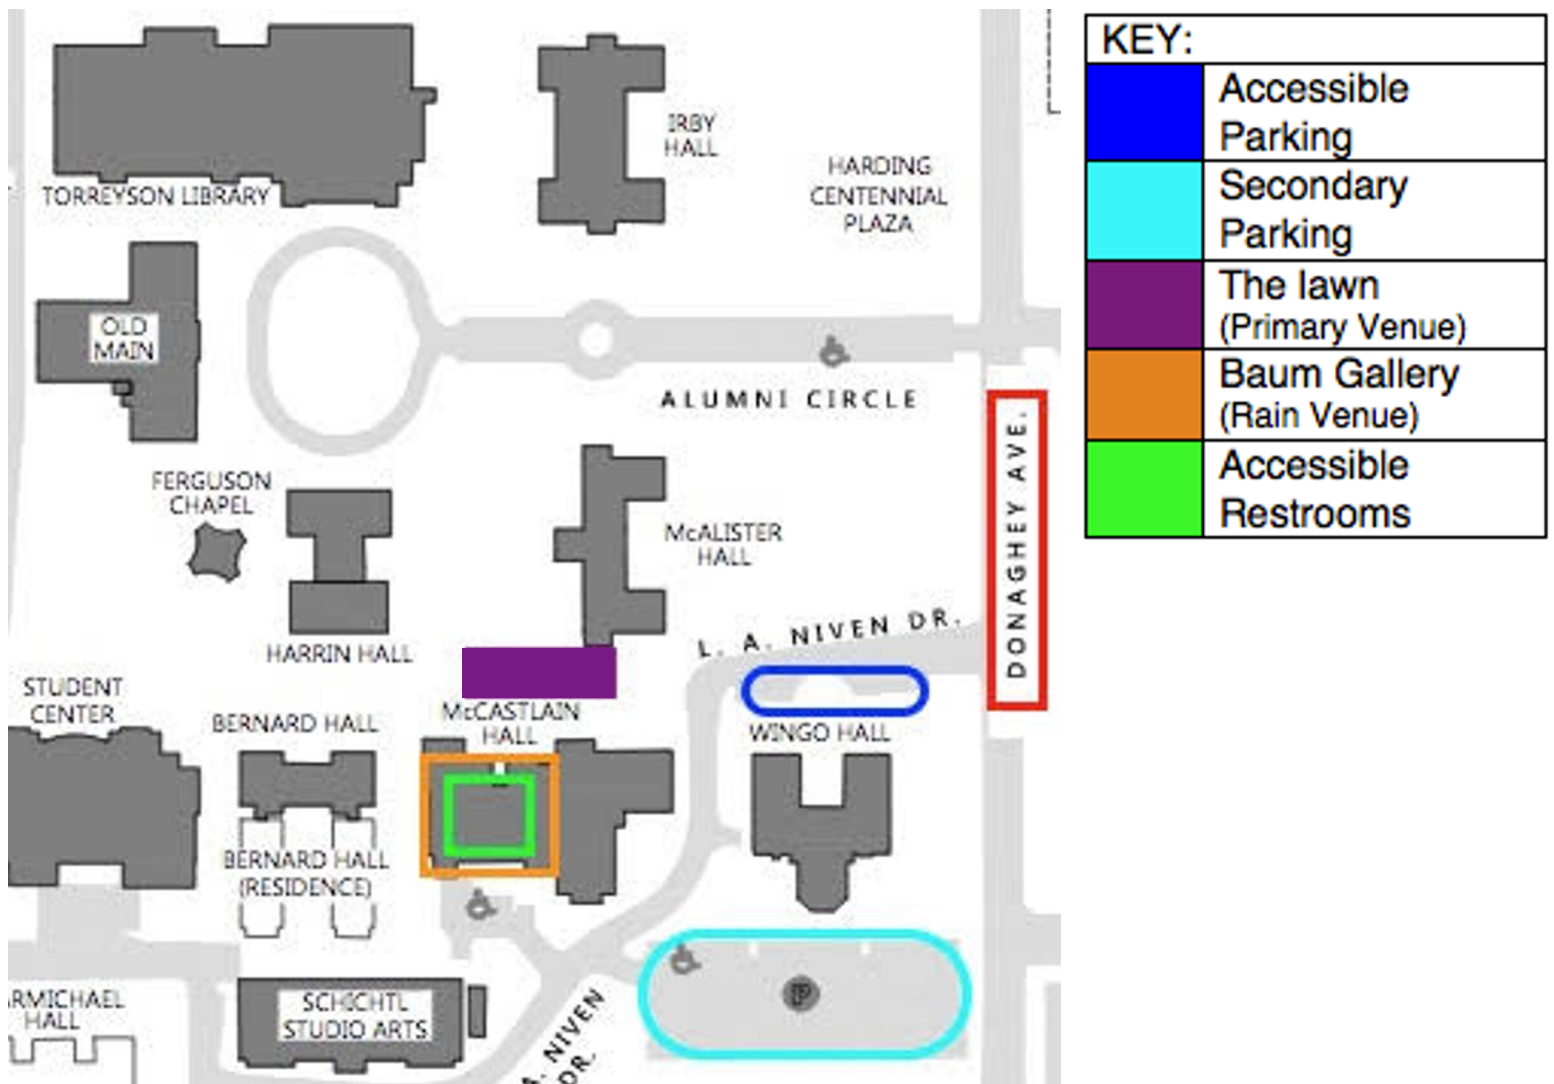 KEY:
Accessible
Parking
Secondary
Parking
The lawn
(Primary Venue)
Baum Gallery
(Rain Venue)
Accessible
Restrooms
IRBY
HALL
TORREYSON LIBRARY
HARDING
CENTENNIAL
PLAZA
OLD
MAIN
ALUMNI CIRCLE
DONAGHEY AVE.
FERGUSON
CHAPEL
McALISTER
HALL
HARRIN HALL
L. A. NIVEN DR.
STUDENT
CENTER
BERNARD HALL
McCASTLAIN
HALL
WINGO HALL
BERNARD HALL
(RESIDENCE)
P
ARMICHAEL
HALL
SCHICHTL
STUDIO ARTS
A. NIVEN
DR.